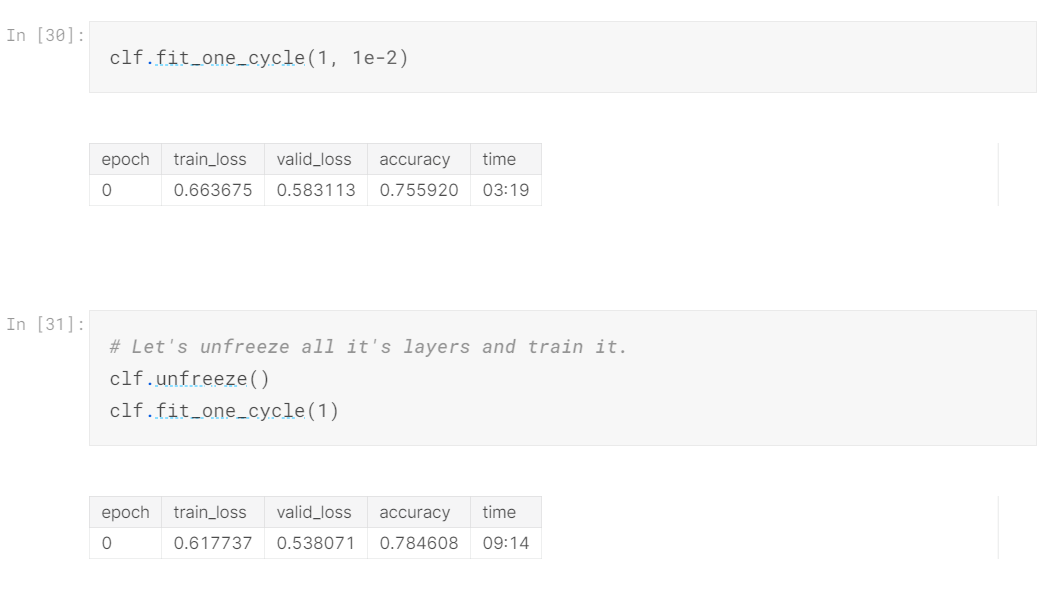 In [30]:
clf.fit_one_cycle(1, 1e-2)
epoch train_loss valid_loss accuracy time
0 0.663675 0.583113 0.755920 03:19
In [31]:
# Let's unfreeze all it's layers and train it.
clf.unfreeze()
clf.fit_one_cycle(1)
epoch train_loss valid_loss accuracy time
0 0.617737 0.538071 0.784608 09:14